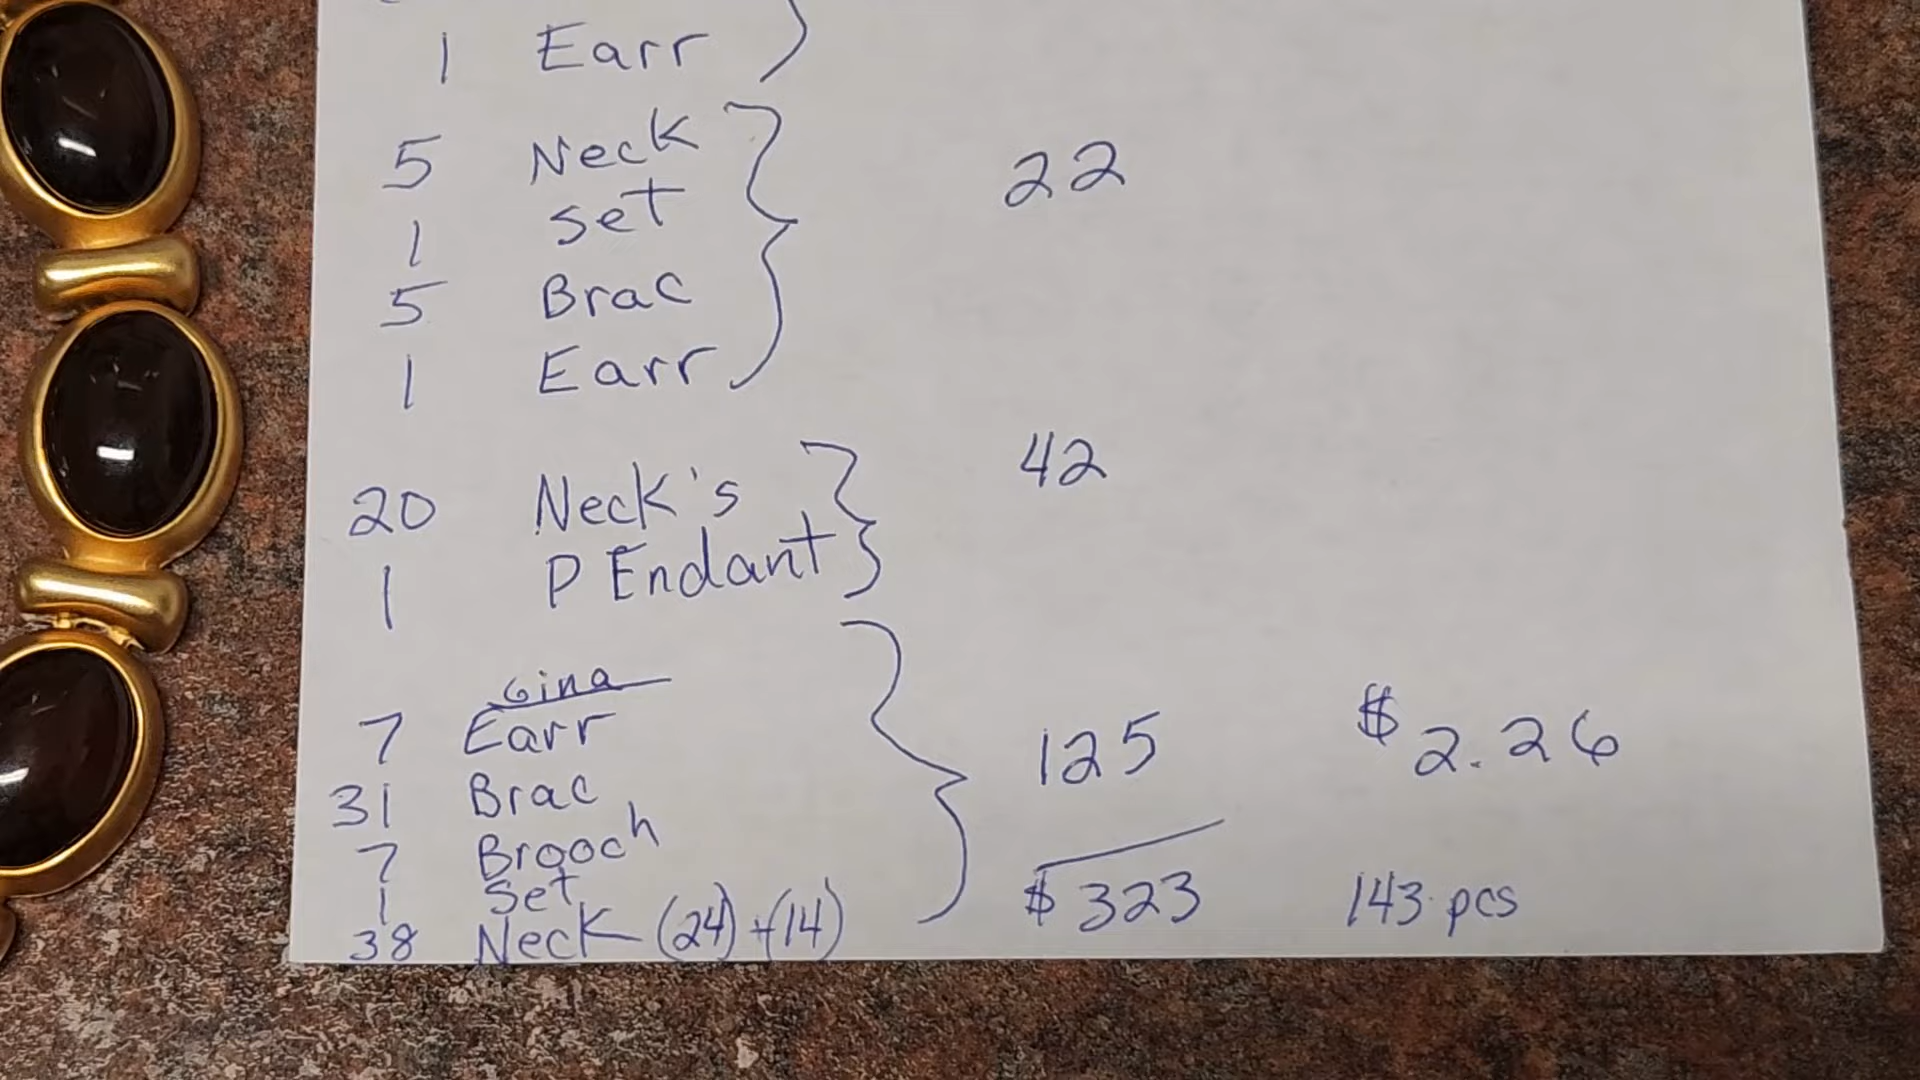 1 Earr
5 Neck
1 set 22
5 Brac
1 Earr
20 Neck's 42
1 PEndant
Gina
7 Earr
31 Brac 125 $2.26
7 Brooch
1 Set
38 Neck (24)+(14) $323 143 pcs